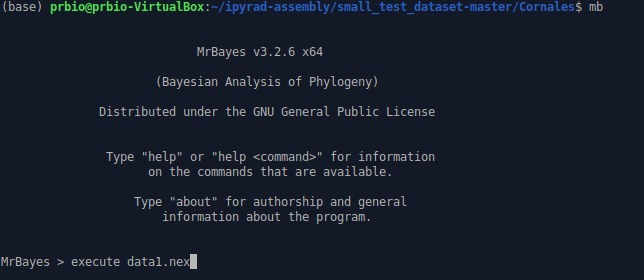 (base) prbio@prbio-VirtualBox:~/ipyrad-assembly/small_test_dataset-master/Cornales$ mb
MrBayes v3.2.6 x64
(Bayesian Analysis of Phylogeny)
Distributed under the GNU General Public License
Type "help" or "help <command>" for information
on the commands that are available.
Type "about" for authorship and general
information about the program.
MrBayes > execute data1.nex